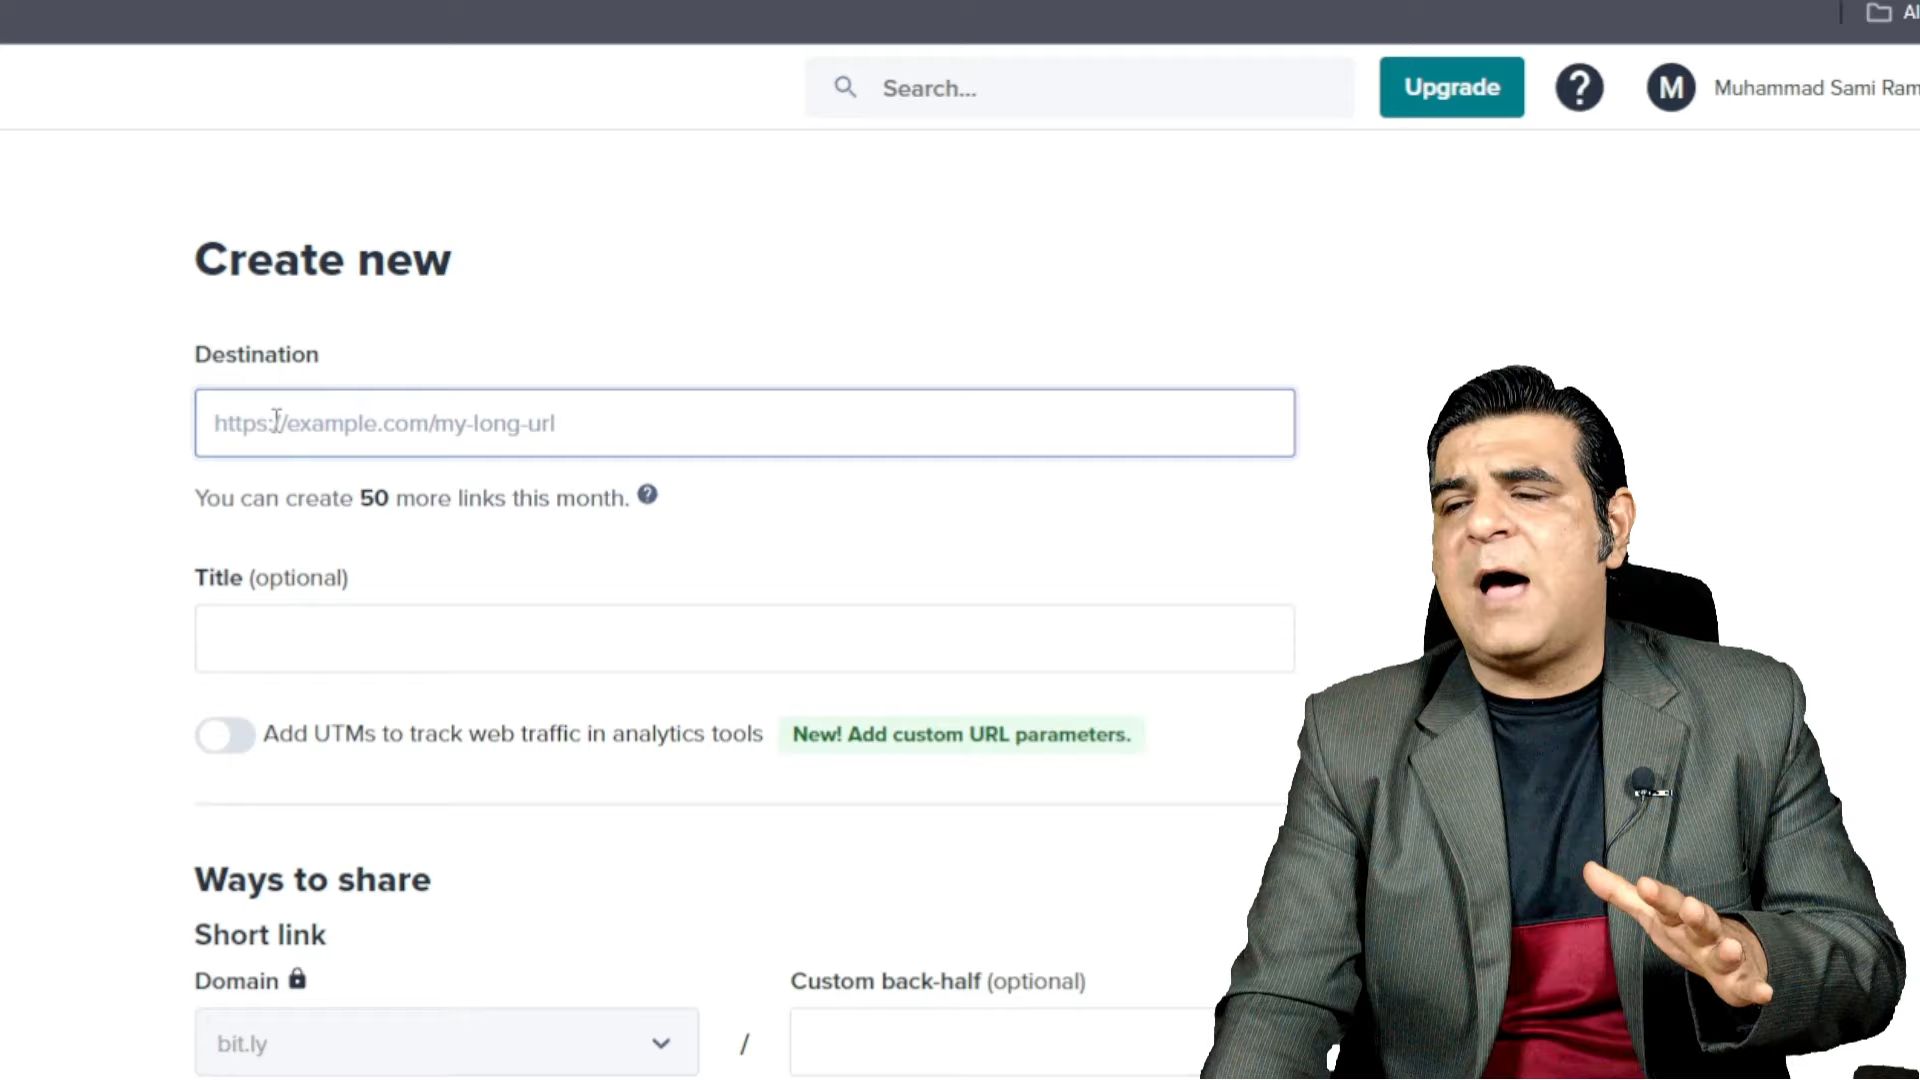 Al
Search...
Upgrade
?
M
Muhammad Sami Ram
Create new
Destination
https://example.com/my-long-url
You can create 50 more links this month. ?
Title (optional)
Add UTMs to track web traffic in analytics tools
New! Add custom URL parameters.
Ways to share
Short link
Domain
Custom back-half (optional)
bit.ly
/